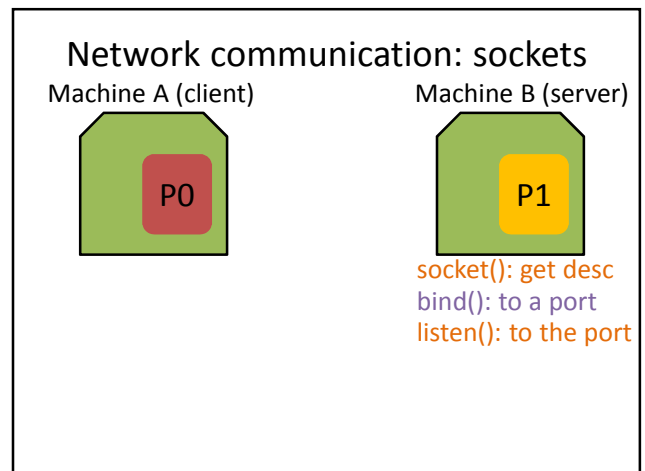 Network communication: sockets
Machine A (client)
Machine B (server)
P0
P1
socket(): get desc
bind(): to a port
listen(): to the port